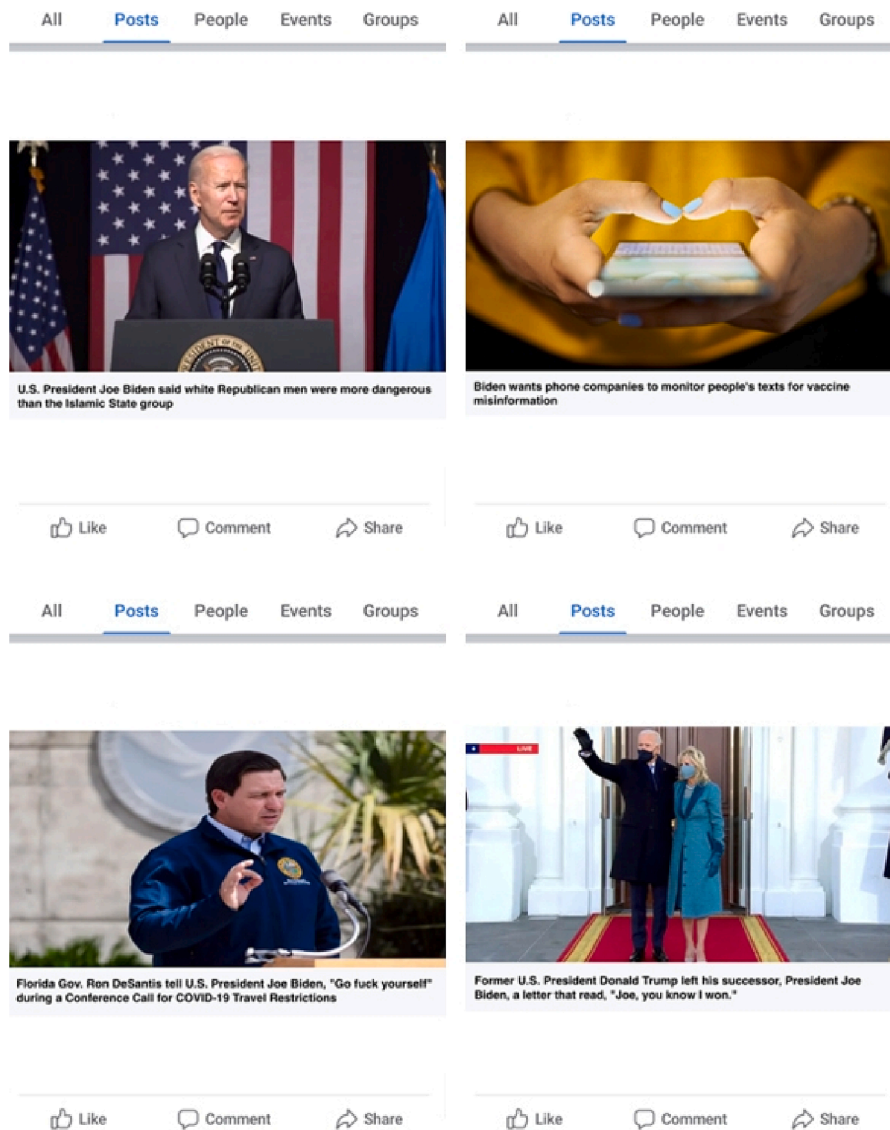 All Posts People Events Groups
U.S. President Joe Biden said white Republican men were more dangerous
than the Islamic State group
Like Comment Share
All Posts People Events Groups
Biden wants phone companies to monitor people's texts for vaccine
misinformation
Like Comment Share
All Posts People Events Groups
Florida Gov. Ron DeSantis tell U.S. President Joe Biden, "Go fuck yourself"
during a Conference Call for COVID-19 Travel Restrictions
Like Comment Share
All Posts People Events Groups
LIVE
Former U.S. President Donald Trump left his successor, President Joe
Biden, a letter that read, "Joe, you know I won."
Like Comment Share